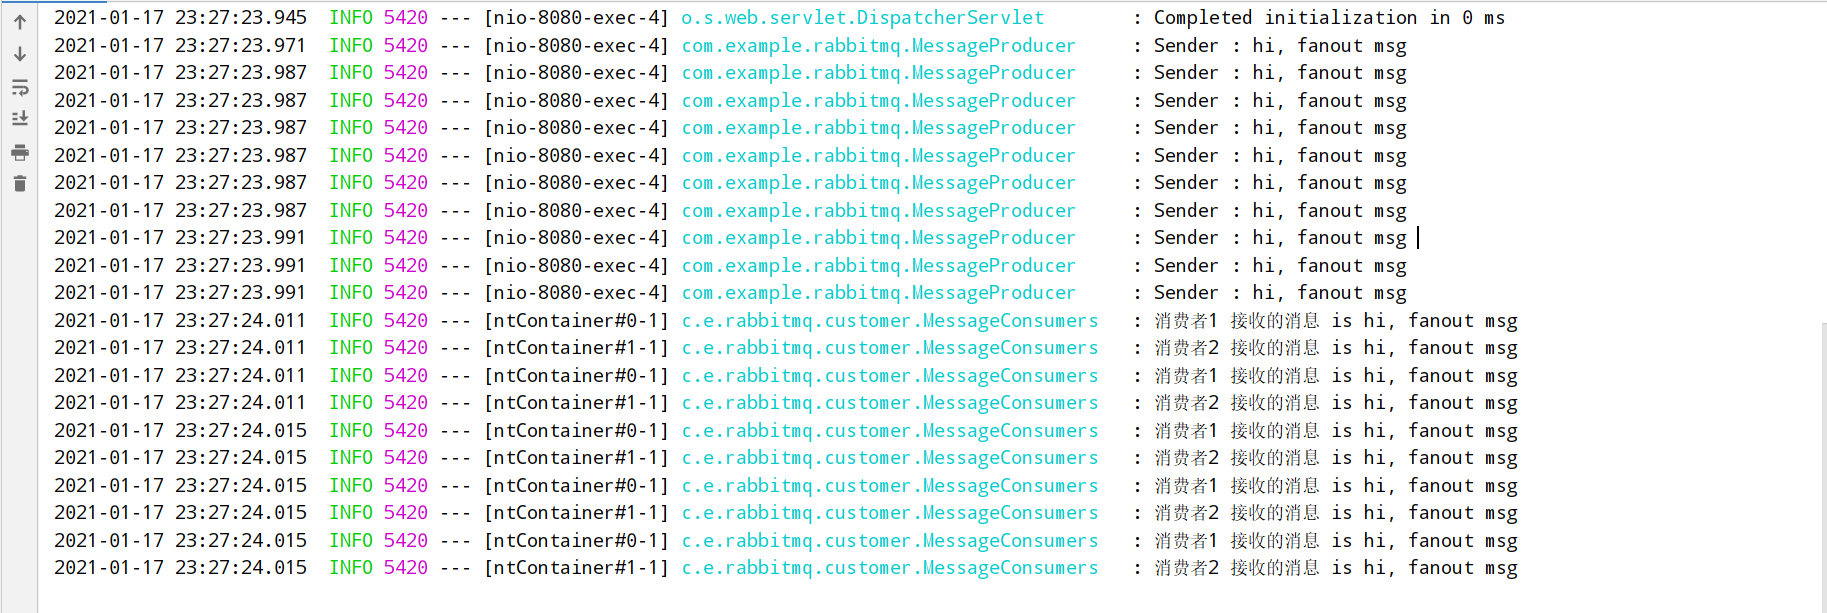 2021-01-17 23:27:23.945  INFO 5420 --- [nio-8080-exec-4] o.s.web.servlet.DispatcherServlet        : Completed initialization in 0 ms
2021-01-17 23:27:23.971  INFO 5420 --- [nio-8080-exec-4] com.example.rabbitmq.MessageProducer     : Sender : hi, fanout msg
2021-01-17 23:27:23.987  INFO 5420 --- [nio-8080-exec-4] com.example.rabbitmq.MessageProducer     : Sender : hi, fanout msg
2021-01-17 23:27:23.987  INFO 5420 --- [nio-8080-exec-4] com.example.rabbitmq.MessageProducer     : Sender : hi, fanout msg
2021-01-17 23:27:23.987  INFO 5420 --- [nio-8080-exec-4] com.example.rabbitmq.MessageProducer     : Sender : hi, fanout msg
2021-01-17 23:27:23.987  INFO 5420 --- [nio-8080-exec-4] com.example.rabbitmq.MessageProducer     : Sender : hi, fanout msg
2021-01-17 23:27:23.987  INFO 5420 --- [nio-8080-exec-4] com.example.rabbitmq.MessageProducer     : Sender : hi, fanout msg
2021-01-17 23:27:23.987  INFO 5420 --- [nio-8080-exec-4] com.example.rabbitmq.MessageProducer     : Sender : hi, fanout msg
2021-01-17 23:27:23.991  INFO 5420 --- [nio-8080-exec-4] com.example.rabbitmq.MessageProducer     : Sender : hi, fanout msg
2021-01-17 23:27:23.991  INFO 5420 --- [nio-8080-exec-4] com.example.rabbitmq.MessageProducer     : Sender : hi, fanout msg
2021-01-17 23:27:23.991  INFO 5420 --- [nio-8080-exec-4] com.example.rabbitmq.MessageProducer     : Sender : hi, fanout msg
2021-01-17 23:27:24.011  INFO 5420 --- [ntContainer#0-1] c.e.rabbitmq.customer.MessageConsumers   : 消费者1 接收的消息 is hi, fanout msg
2021-01-17 23:27:24.011  INFO 5420 --- [ntContainer#1-1] c.e.rabbitmq.customer.MessageConsumers   : 消费者2 接收的消息 is hi, fanout msg
2021-01-17 23:27:24.011  INFO 5420 --- [ntContainer#0-1] c.e.rabbitmq.customer.MessageConsumers   : 消费者1 接收的消息 is hi, fanout msg
2021-01-17 23:27:24.011  INFO 5420 --- [ntContainer#1-1] c.e.rabbitmq.customer.MessageConsumers   : 消费者2 接收的消息 is hi, fanout msg
2021-01-17 23:27:24.015  INFO 5420 --- [ntContainer#0-1] c.e.rabbitmq.customer.MessageConsumers   : 消费者1 接收的消息 is hi, fanout msg
2021-01-17 23:27:24.015  INFO 5420 --- [ntContainer#1-1] c.e.rabbitmq.customer.MessageConsumers   : 消费者2 接收的消息 is hi, fanout msg
2021-01-17 23:27:24.015  INFO 5420 --- [ntContainer#0-1] c.e.rabbitmq.customer.MessageConsumers   : 消费者1 接收的消息 is hi, fanout msg
2021-01-17 23:27:24.015  INFO 5420 --- [ntContainer#1-1] c.e.rabbitmq.customer.MessageConsumers   : 消费者2 接收的消息 is hi, fanout msg
2021-01-17 23:27:24.015  INFO 5420 --- [ntContainer#0-1] c.e.rabbitmq.customer.MessageConsumers   : 消费者1 接收的消息 is hi, fanout msg
2021-01-17 23:27:24.015  INFO 5420 --- [ntContainer#1-1] c.e.rabbitmq.customer.MessageConsumers   : 消费者2 接收的消息 is hi, fanout msg